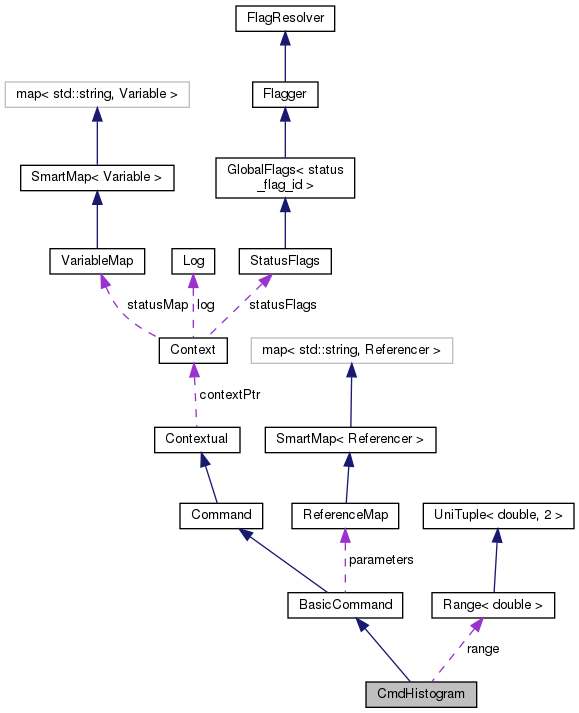 FlagResolver
map< std::string, Variable >
Flagger
SmartMap< Variable >
GlobalFlags< status
_flag_id >
VariableMap
Log
StatusFlags
statusMap
log
statusFlags
Context
map< std::string, Referencer >
contextPtr
Contextual
SmartMap< Referencer >
Command
ReferenceMap
UniTuple< double, 2 >
parameters
BasicCommand
Range< double >
range
CmdHistogram